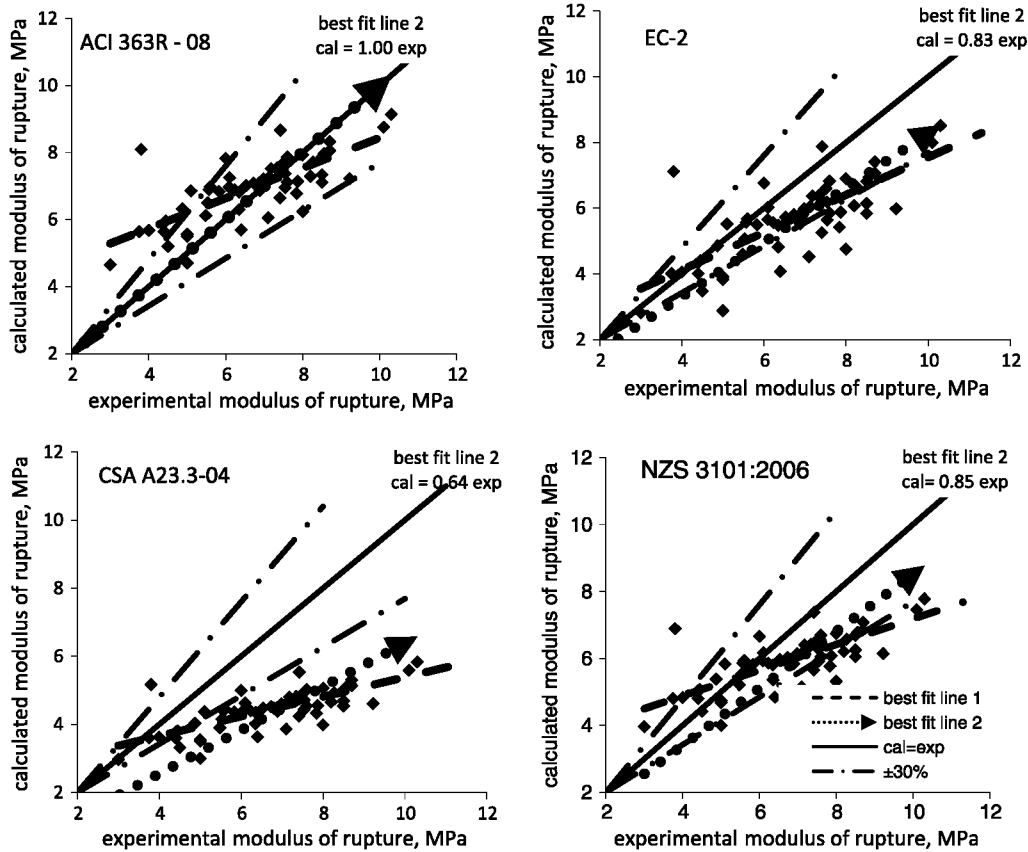 ACI 363R - 08
best fit line 2
cal = 1.00 exp
calculated modulus of rupture, MPa
12
10
8
6
4
2
2 4 6 8 10 12
experimental modulus of rupture, MPa
EC-2
best fit line 2
cal = 0.83 exp
calculated modulus of rupture, MPa
12
10
8
6
4
2
2 4 6 8 10 12
experimental modulus of rupture, MPa
CSA A23.3-04
best fit line 2
cal = 0.64 exp
calculated modulus of rupture, MPa
12
10
8
6
4
2
2 4 6 8 10 12
experimental modulus of rupture, MPa
NZS 3101:2006
best fit line 2
cal= 0.85 exp
calculated modulus of rupture, MPa
12
10
8
6
4
2
best fit line 1
best fit line 2
cal=exp
±30%
2 4 6 8 10 12
experimental modulus of rupture, MPa